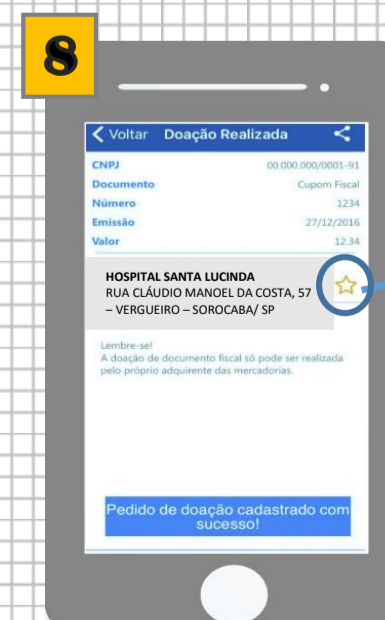 8
Voltar Doação Realizada
CNPJ 00.000.000/0001-91
Documento Cupom Fiscal
Número 1234
Emissão 27/12/2016
Valor 12.34
HOSPITAL SANTA LUCINDA
RUA CLÁUDIO MANOEL DA COSTA, 57
– VERGUEIRO – SOROCABA/ SP
Lembre-se!
A doação de documento fiscal só pode ser realizada
pelo próprio adquirente das mercadorias.
Pedido de doação cadastrado com
sucesso!